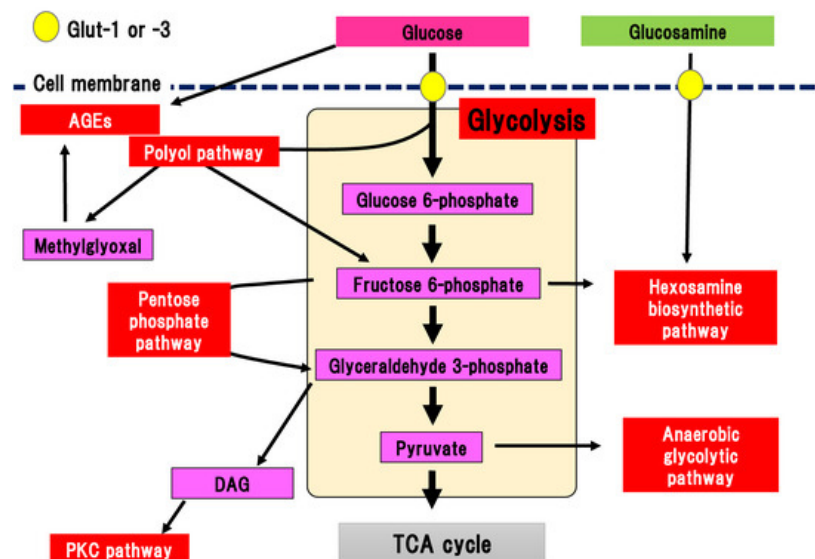 Glut-1 or -3
Glucose
Glucosamine
Cell membrane
AGEs
Glycolysis
Polyol pathway
Glucose 6-phosphate
Methylglyoxal
Fructose 6-phosphate
Pentose
phosphate
pathway
Hexosamine
biosynthetic
pathway
Glyceraldehyde 3-phosphate
Pyruvate
Anaerobic
glycolytic
pathway
DAG
PKC pathway
TCA cycle